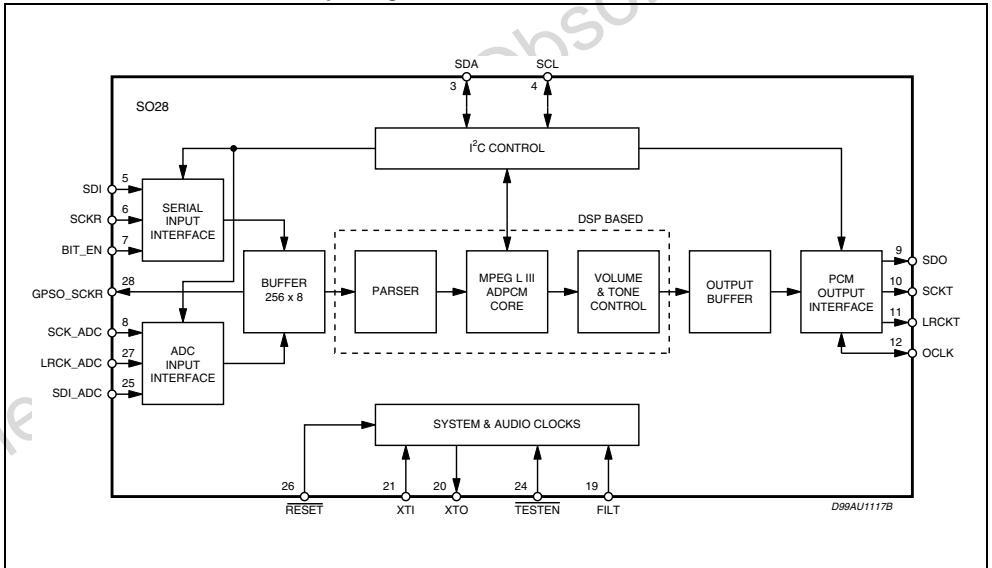 Obsol
SDA SCL
3 4
SO28
I²C CONTROL
SDI 5
SCKR 6
BIT_EN 7
SERIAL
INPUT
INTERFACE
DSP BASED
GPSO_SCKR 28
BUFFER
256 x 8
PARSER
MPEG L III
ADPCM
CORE
VOLUME
& TONE
CONTROL
OUTPUT
BUFFER
PCM
OUTPUT
INTERFACE
9 SDO
10 SCKT
11 LRCKT
12 OCLK
SCK_ADC 8
LRCK_ADC 27
SDI_ADC 25
ADC
INPUT
INTERFACE
SYSTEM & AUDIO CLOCKS
26 21 20 24 19
RESET XTI XTO TESTEN FILT
D99AU1117B